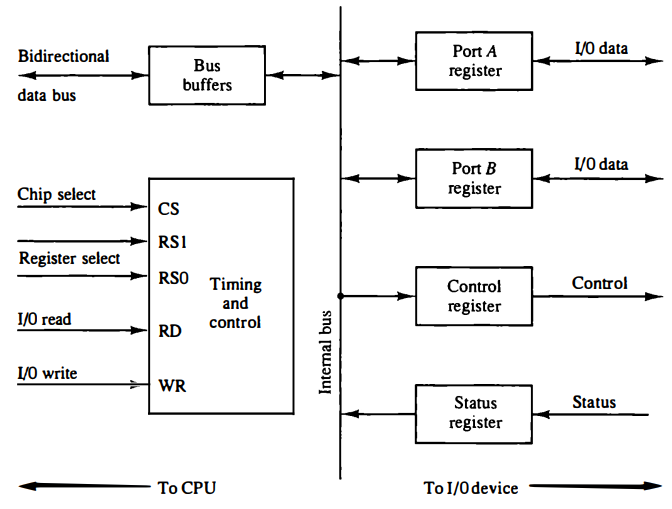 Bidirectional
data bus
Bus
buffers
Port A
register
I/O data
Port B
register
I/O data
Chip select
CS
RS1
Register select
RS0
Timing
and
control
I/O read
RD
I/O write
WR
Internal bus
Control
register
Control
Status
register
Status
To CPU
To I/O device